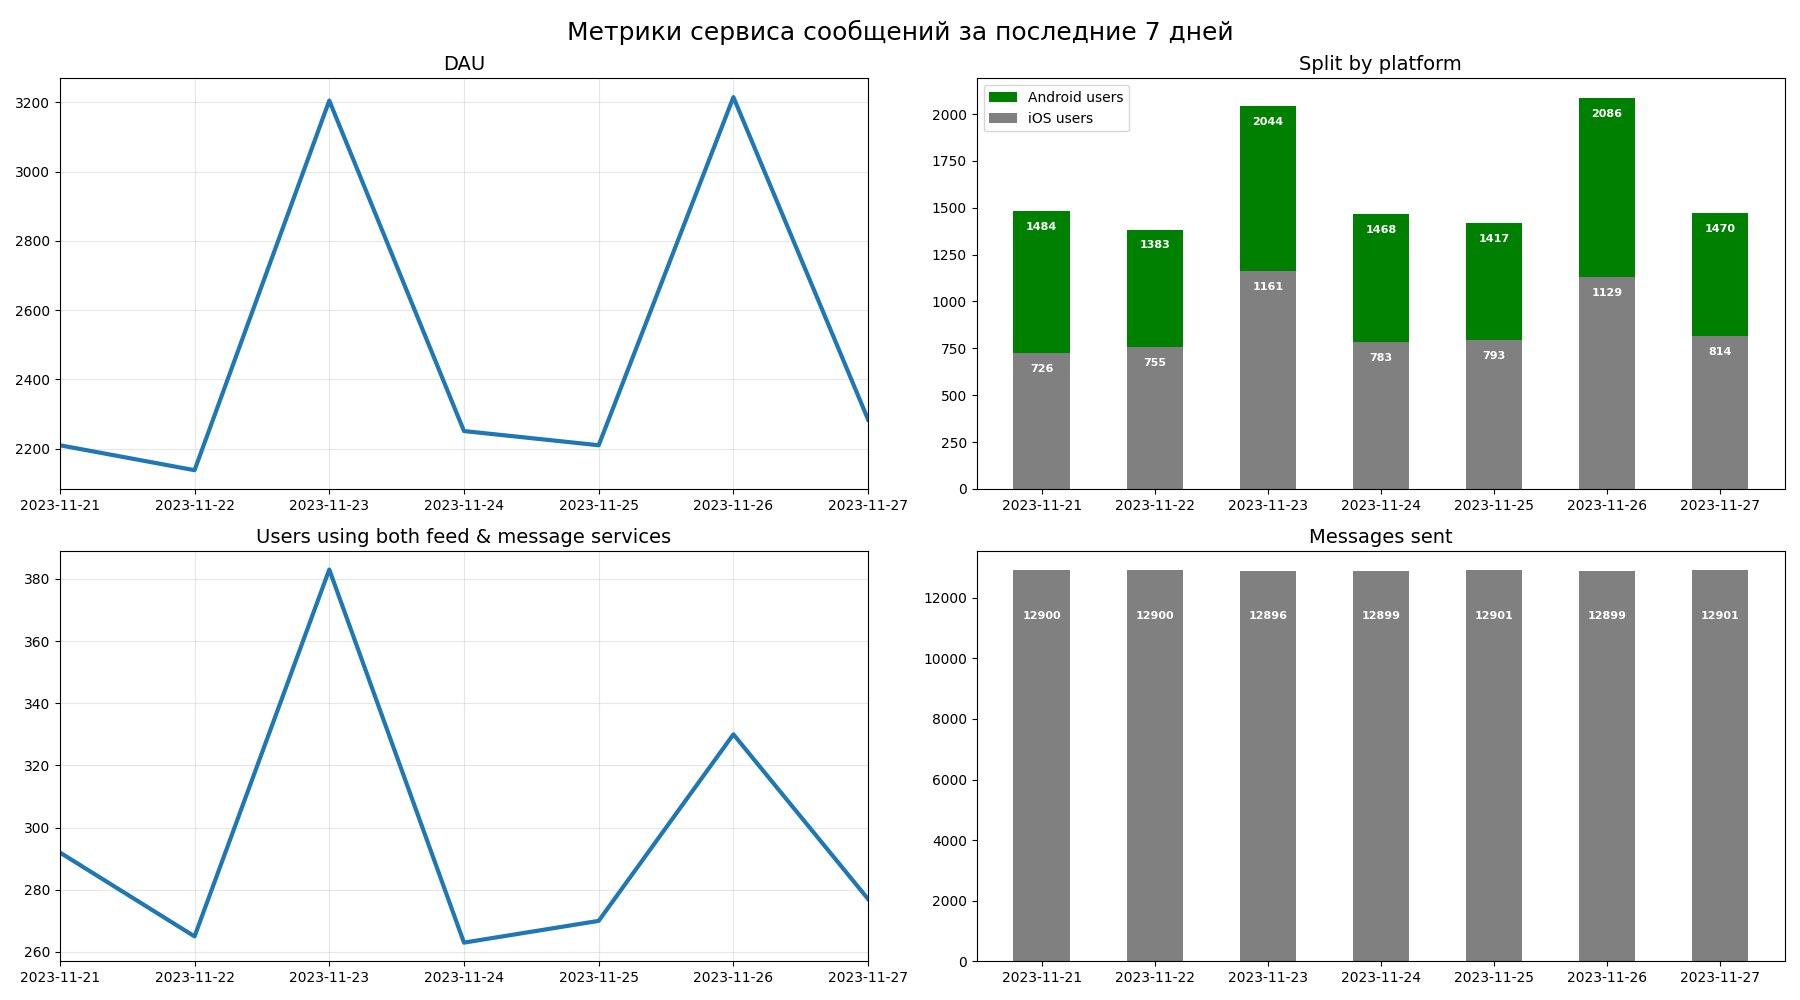 Метрики сервиса сообщений за последние 7 дней
DAU
3200
3000
2800
2600
2400
2200
2023-11-21 2023-11-22 2023-11-23 2023-11-24 2023-11-25 2023-11-26 2023-11-27
Split by platform
Android users
iOS users
2000
1750
1500
1250
1000
750
500
250
0
1484 1383 2044 1468 1417 2086 1470
726 755 1161 783 793 1129 814
2023-11-21 2023-11-22 2023-11-23 2023-11-24 2023-11-25 2023-11-26 2023-11-27
Users using both feed & message services
380
360
340
320
300
280
260
2023-11-21 2023-11-22 2023-11-23 2023-11-24 2023-11-25 2023-11-26 2023-11-27
Messages sent
12000
10000
8000
6000
4000
2000
0
12900 12900 12896 12899 12901 12899 12901
2023-11-21 2023-11-22 2023-11-23 2023-11-24 2023-11-25 2023-11-26 2023-11-27